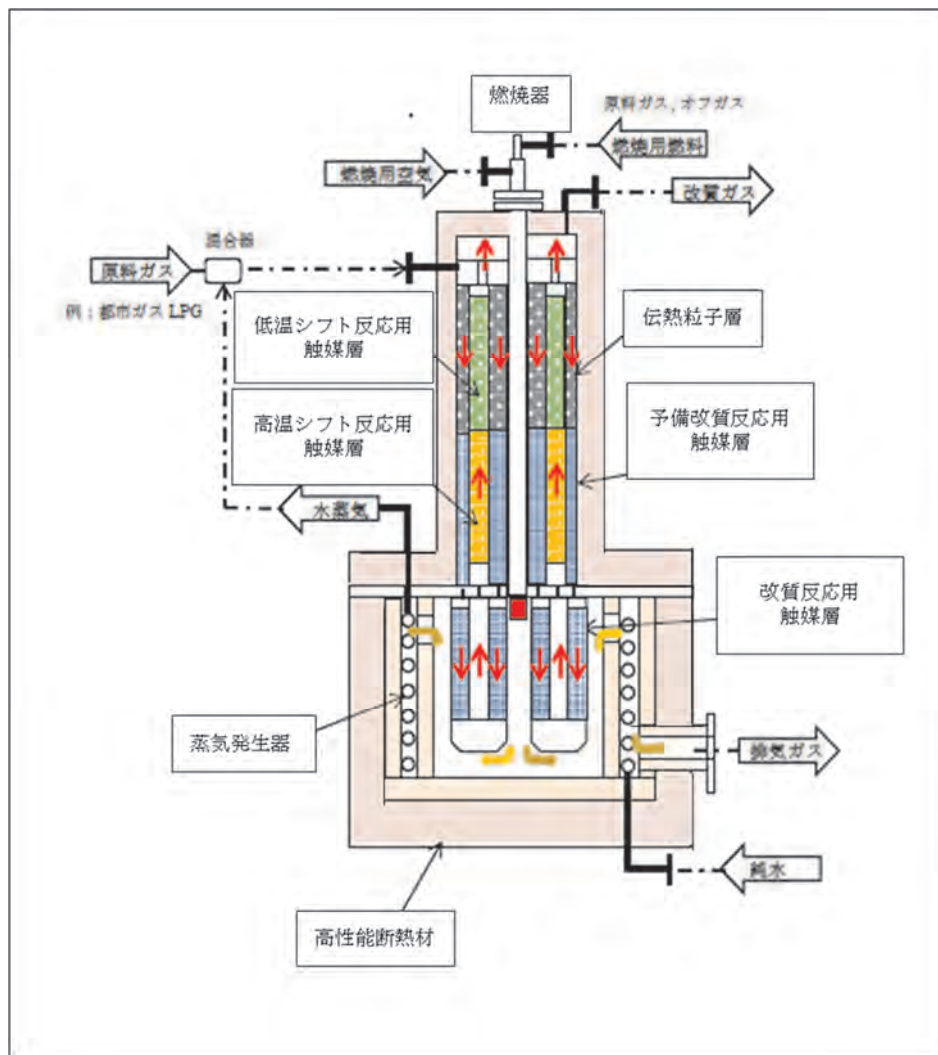 燃焼器
原料ガス, オフガス
燃焼用燃料
燃焼用空気
改質ガス
混合器
原料ガス
例：都市ガス LPG
低温シフト反応用
触媒層
伝熱粒子層
高温シフト反応用
触媒層
予備改質反応用
触媒層
水蒸気
改質反応用
触媒層
蒸気発生器
排気ガス
純水
高性能断熱材